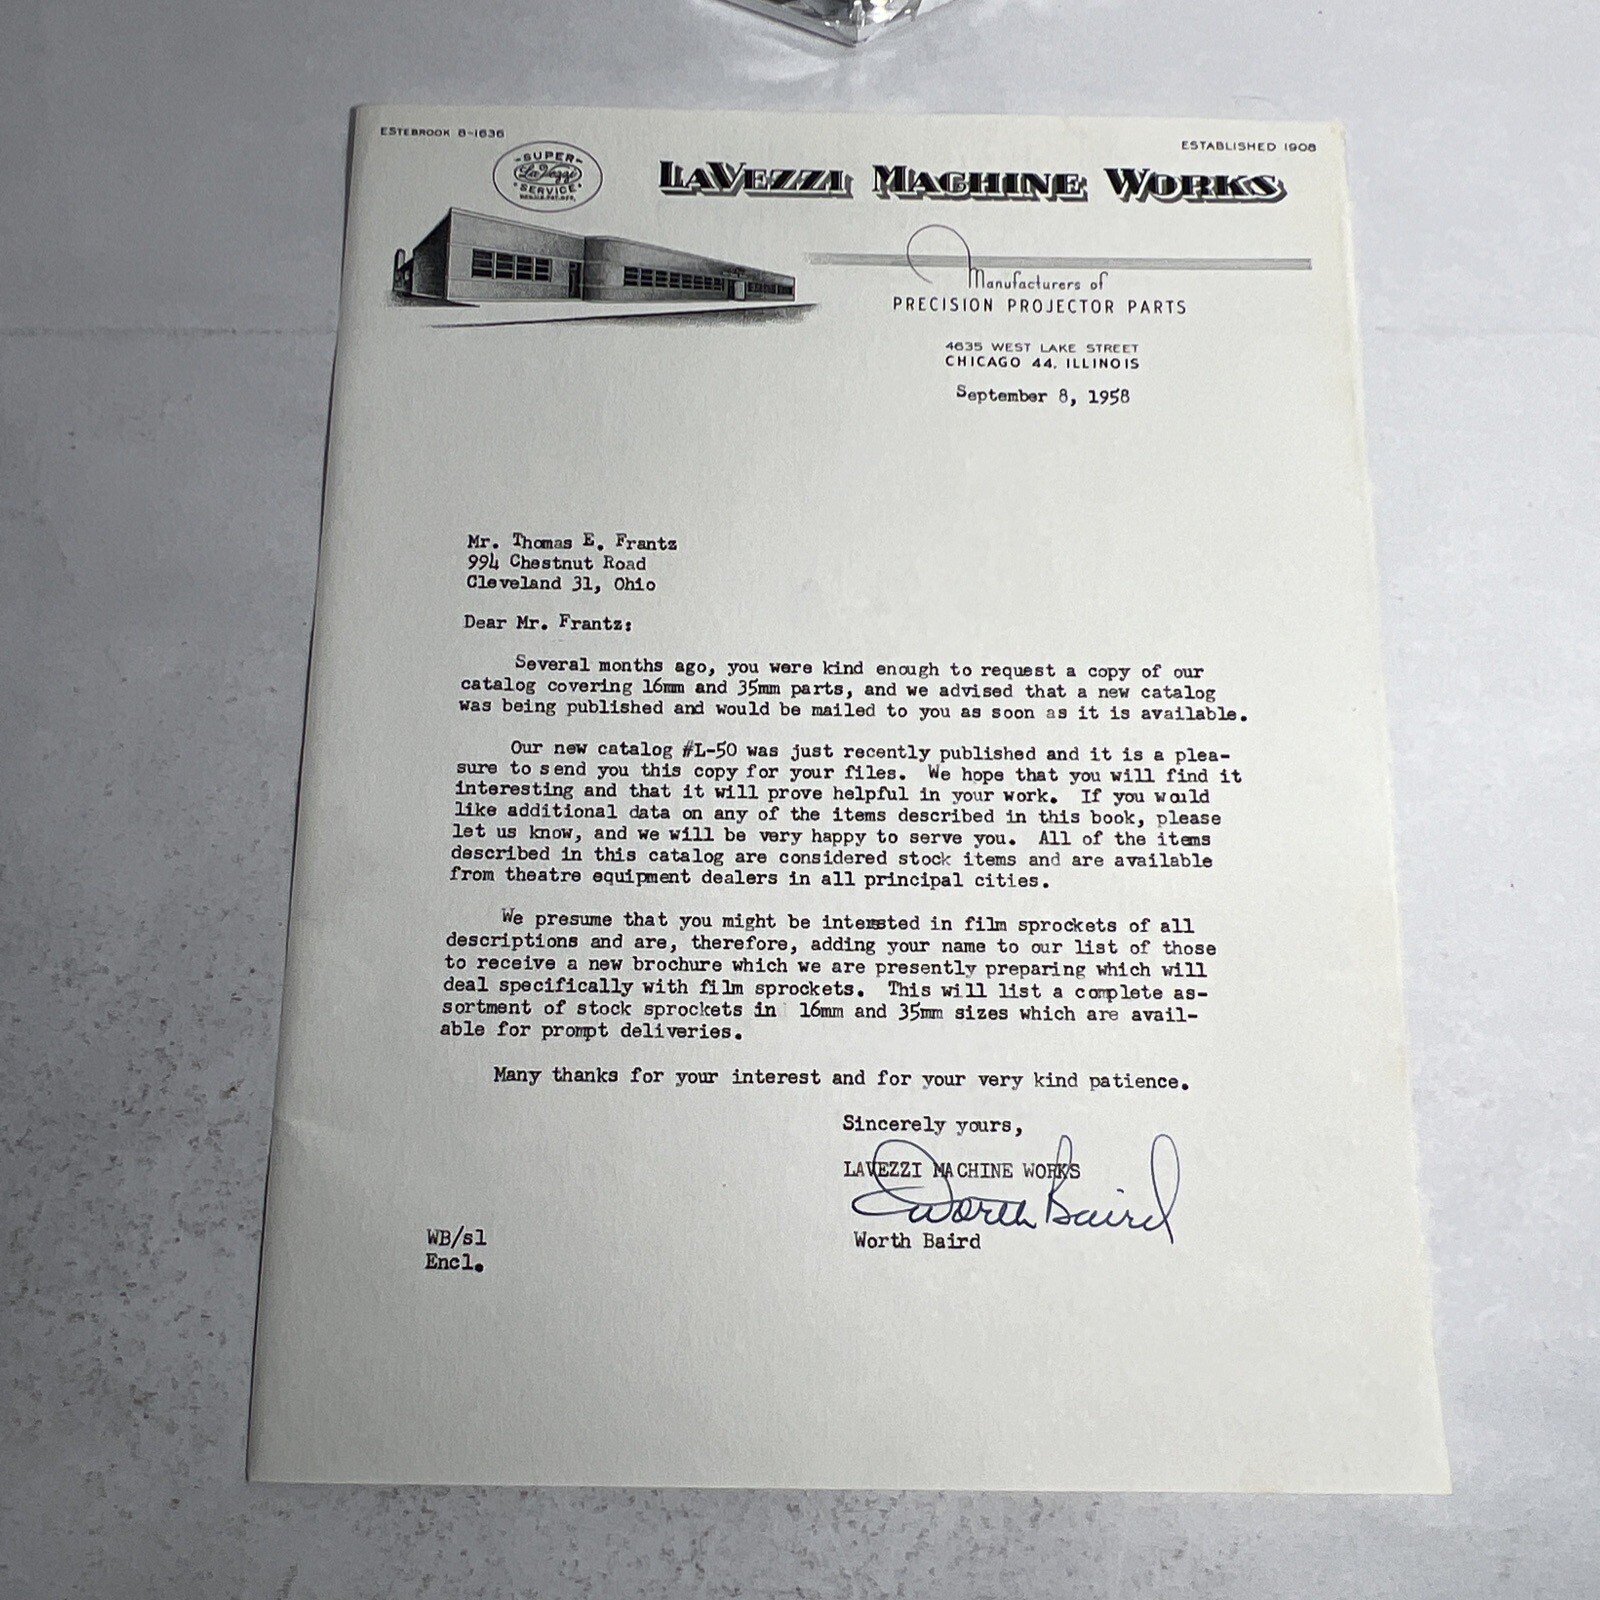 ESTEBROOK 8-1636
ESTABLISHED 1908
SUPER
LaVezzi
SERVICE
LAVEZZI MACHINE WORKS
Manufacturers of
PRECISION PROJECTOR PARTS
4635 WEST LAKE STREET
CHICAGO 44, ILLINOIS
September 8, 1958
Mr. Thomas E. Frantz
994 Chestnut Road
Cleveland 31, Ohio
Dear Mr. Frantz:
Several months ago, you were kind enough to request a copy of our
catalog covering 16mm and 35mm parts, and we advised that a new catalog
was being published and would be mailed to you as soon as it is available.
Our new catalog #L-50 was just recently published and it is a plea-
sure to send you this copy for your files. We hope that you will find it
interesting and that it will prove helpful in your work. If you would
like additional data on any of the items described in this book, please
let us know, and we will be very happy to serve you. All of the items
described in this catalog are considered stock items and are available
from theatre equipment dealers in all principal cities.
We presume that you might be interested in film sprockets of all
descriptions and are, therefore, adding your name to our list of those
to receive a new brochure which we are presently preparing which will
deal specifically with film sprockets. This will list a complete as-
sortment of stock sprockets in 16mm and 35mm sizes which are avail-
able for prompt deliveries.
Many thanks for your interest and for your very kind patience.
Sincerely yours,
LAVEZZI MACHINE WORKS
Worth Baird
Worth Baird
WB/sl
Encl.